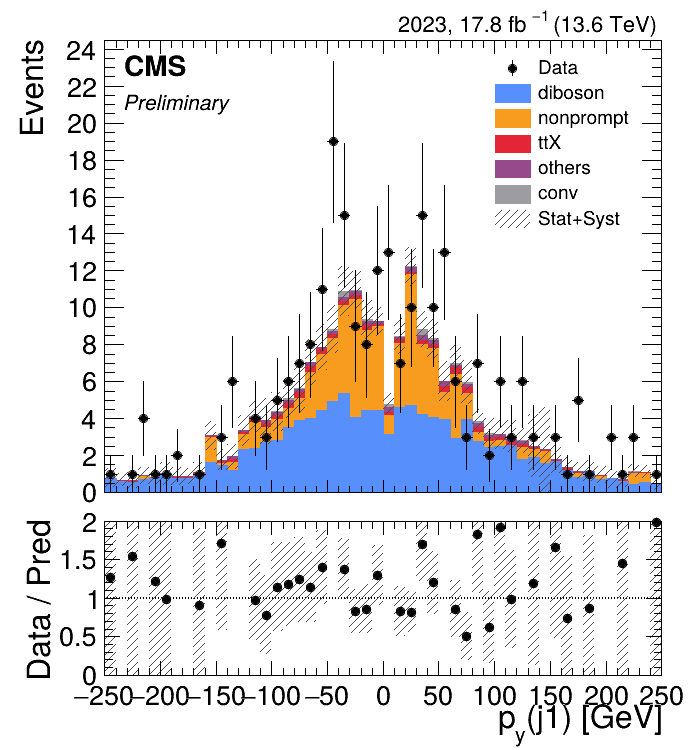 2023, 17.8 fb⁻¹ (13.6 TeV)
Events
CMS
Preliminary
Data
diboson
nonprompt
ttX
others
conv
Stat+Syst
24
22
20
18
16
14
12
10
8
6
4
2
0
Data / Pred
2
1.5
1
0.5
0
−250 −200 −150 −100 −50 0 50 100 150 200 250
p_y(j1) [GeV]